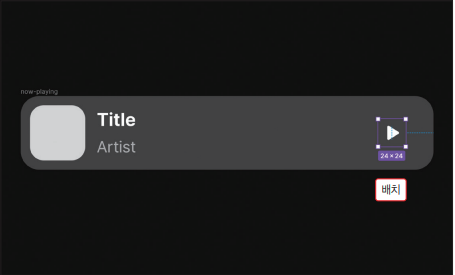 now-playing
Title
Artist
24 × 24
배치